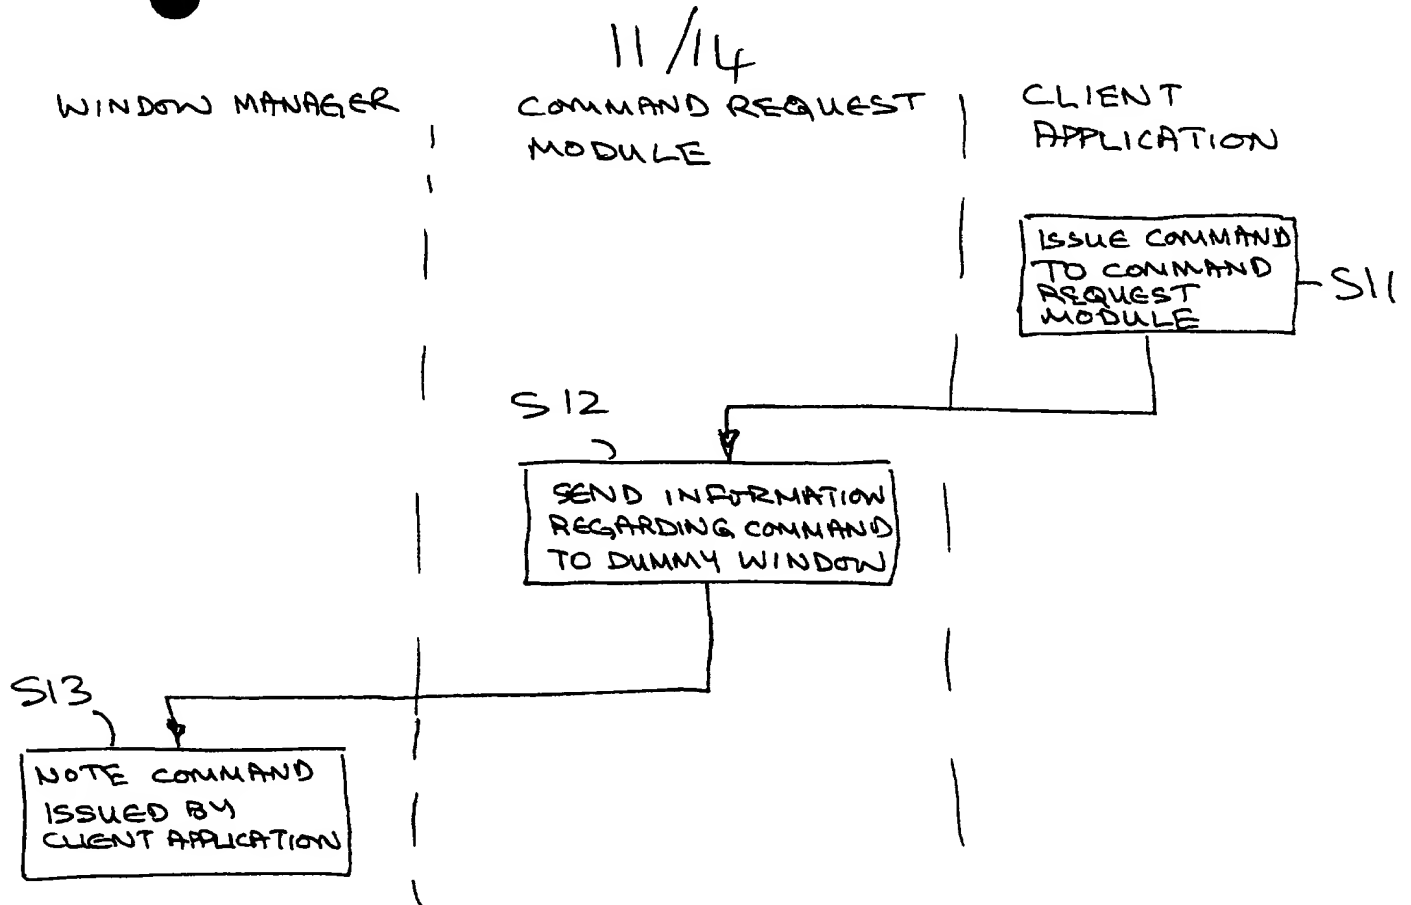 11/14
WINDOW MANAGER
COMMAND REQUEST
MODULE
CLIENT
APPLICATION
ISSUE COMMAND
TO COMMAND
REQUEST
MODULE
S11
S12
SEND INFORMATION
REGARDING COMMAND
TO DUMMY WINDOW
S13
NOTE COMMAND
ISSUED BY
CLIENT APPLICATION